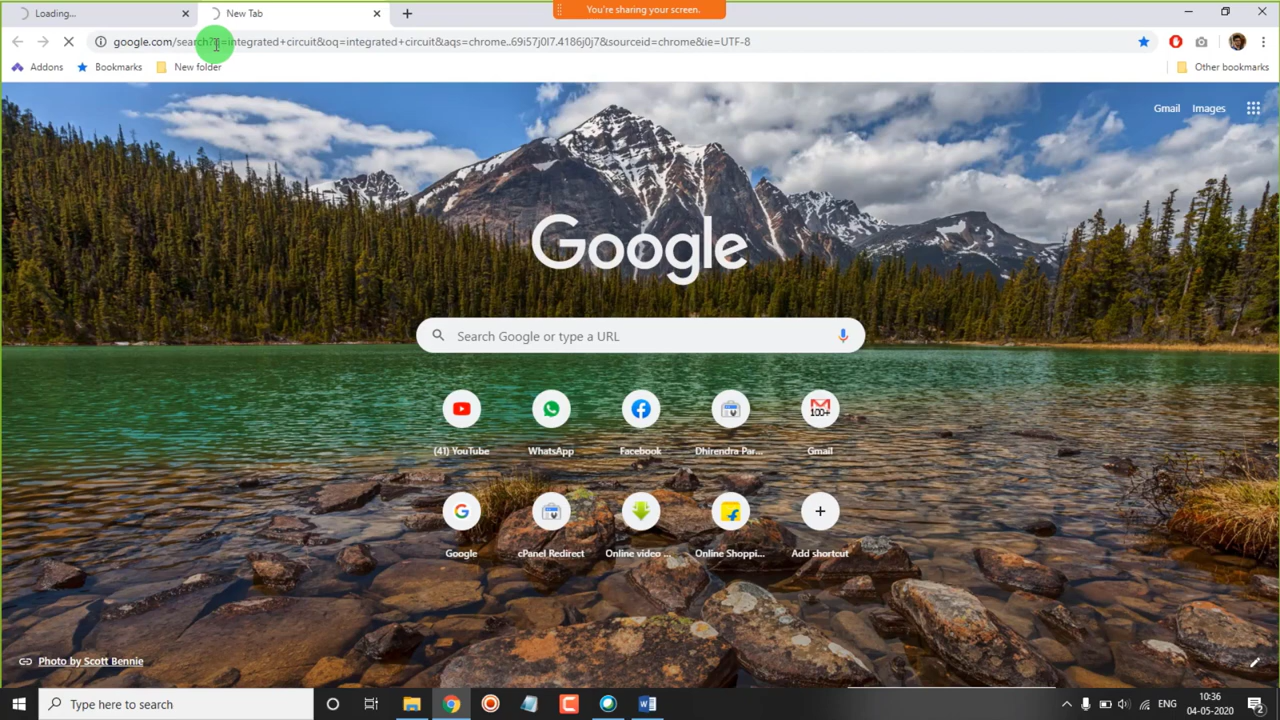 Loading...
New Tab
You're sharing your screen.
google.com/search?q=integrated+circuit&oq=integrated+circuit&aqs=chrome..69i57j0l7.4186j0j7&sourceid=chrome&ie=UTF-8
Addons
Bookmarks
New folder
Other bookmarks
Gmail
Images
Google
Search Google or type a URL
(41) YouTube
WhatsApp
Facebook
Dhirendra Par...
100+
Gmail
Google
cPanel Redirect
Online video ...
Online Shoppi...
Add shortcut
Photo by Scott Bennie
Type here to search
ENG
10:36
04-05-2020
2